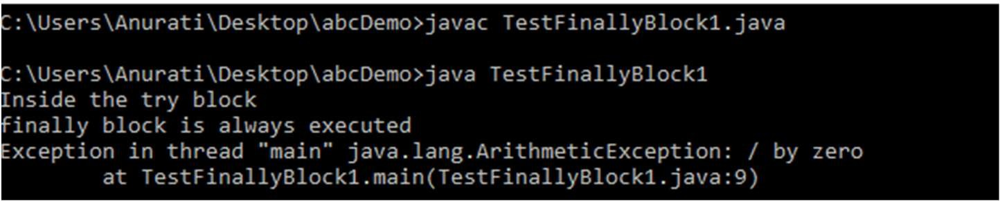 C:\Users\Anurati\Desktop\abcDemo>javac TestFinallyBlock1.java
C:\Users\Anurati\Desktop\abcDemo>java TestFinallyBlock1
Inside the try block
finally block is always executed
Exception in thread "main" java.lang.ArithmeticException: / by zero
at TestFinallyBlock1.main(TestFinallyBlock1.java:9)